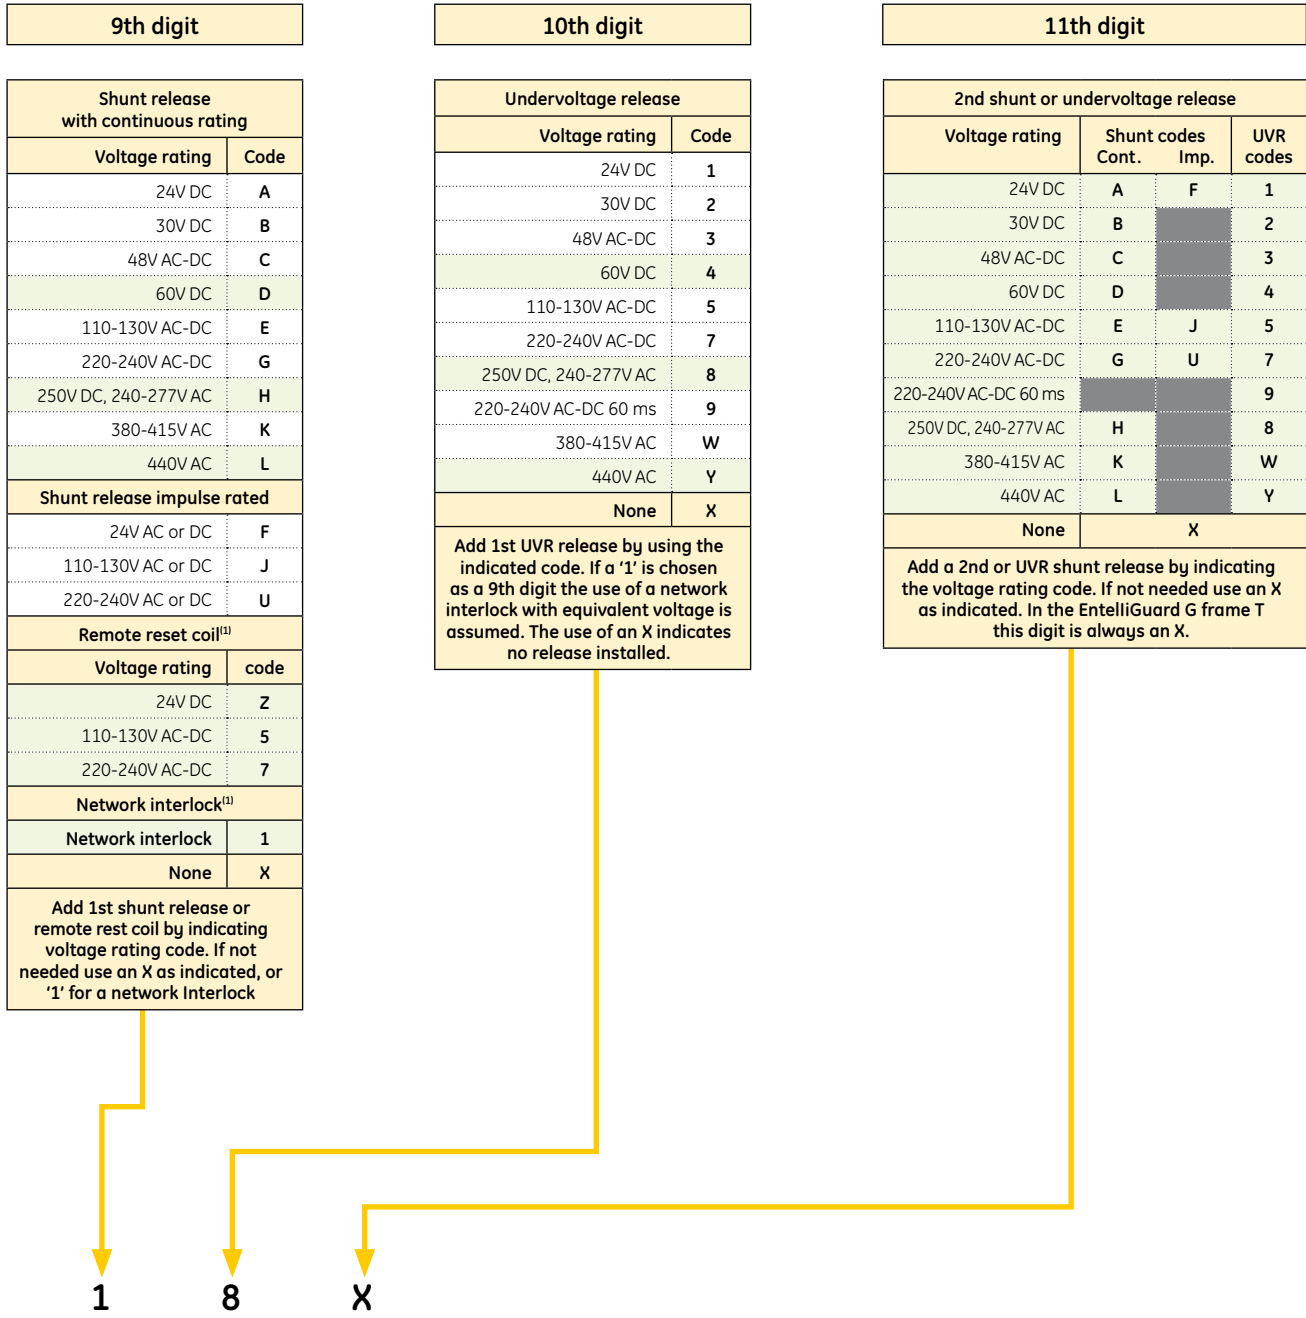 9th digit
Shunt release
with continuous rating
Voltage rating Code
24V DC A
30V DC B
48V AC-DC C
60V DC D
110-130V AC-DC E
220-240V AC-DC G
250V DC, 240-277V AC H
380-415V AC K
440V AC L
Shunt release impulse rated
24V AC or DC F
110-130V AC or DC J
220-240V AC or DC U
Remote reset coil(1)
Voltage rating code
24V DC Z
110-130V AC-DC 5
220-240V AC-DC 7
Network interlock(1)
Network interlock 1
None X
Add 1st shunt release or
remote rest coil by indicating
voltage rating code. If not
needed use an X as indicated, or
'1' for a network Interlock
10th digit
Undervoltage release
Voltage rating Code
24V DC 1
30V DC 2
48V AC-DC 3
60V DC 4
110-130V AC-DC 5
220-240V AC-DC 7
250V DC, 240-277V AC 8
220-240V AC-DC 60 ms 9
380-415V AC W
440V AC Y
None X
Add 1st UVR release by using the
indicated code. If a '1' is chosen
as a 9th digit the use of a network
interlock with equivalent voltage is
assumed. The use of an X indicates
no release installed.
11th digit
2nd shunt or undervoltage release
Voltage rating Shunt codes UVR
Cont. Imp. codes
24V DC A F 1
30V DC B 2
48V AC-DC C 3
60V DC D 4
110-130V AC-DC E J 5
220-240V AC-DC G U 7
220-240V AC-DC 60 ms 9
250V DC, 240-277V AC H 8
380-415V AC K W
440V AC L Y
None X
Add a 2nd or UVR shunt release by indicating
the voltage rating code. If not needed use an X
as indicated. In the EntelliGuard G frame T
this digit is always an X.
1 8 X